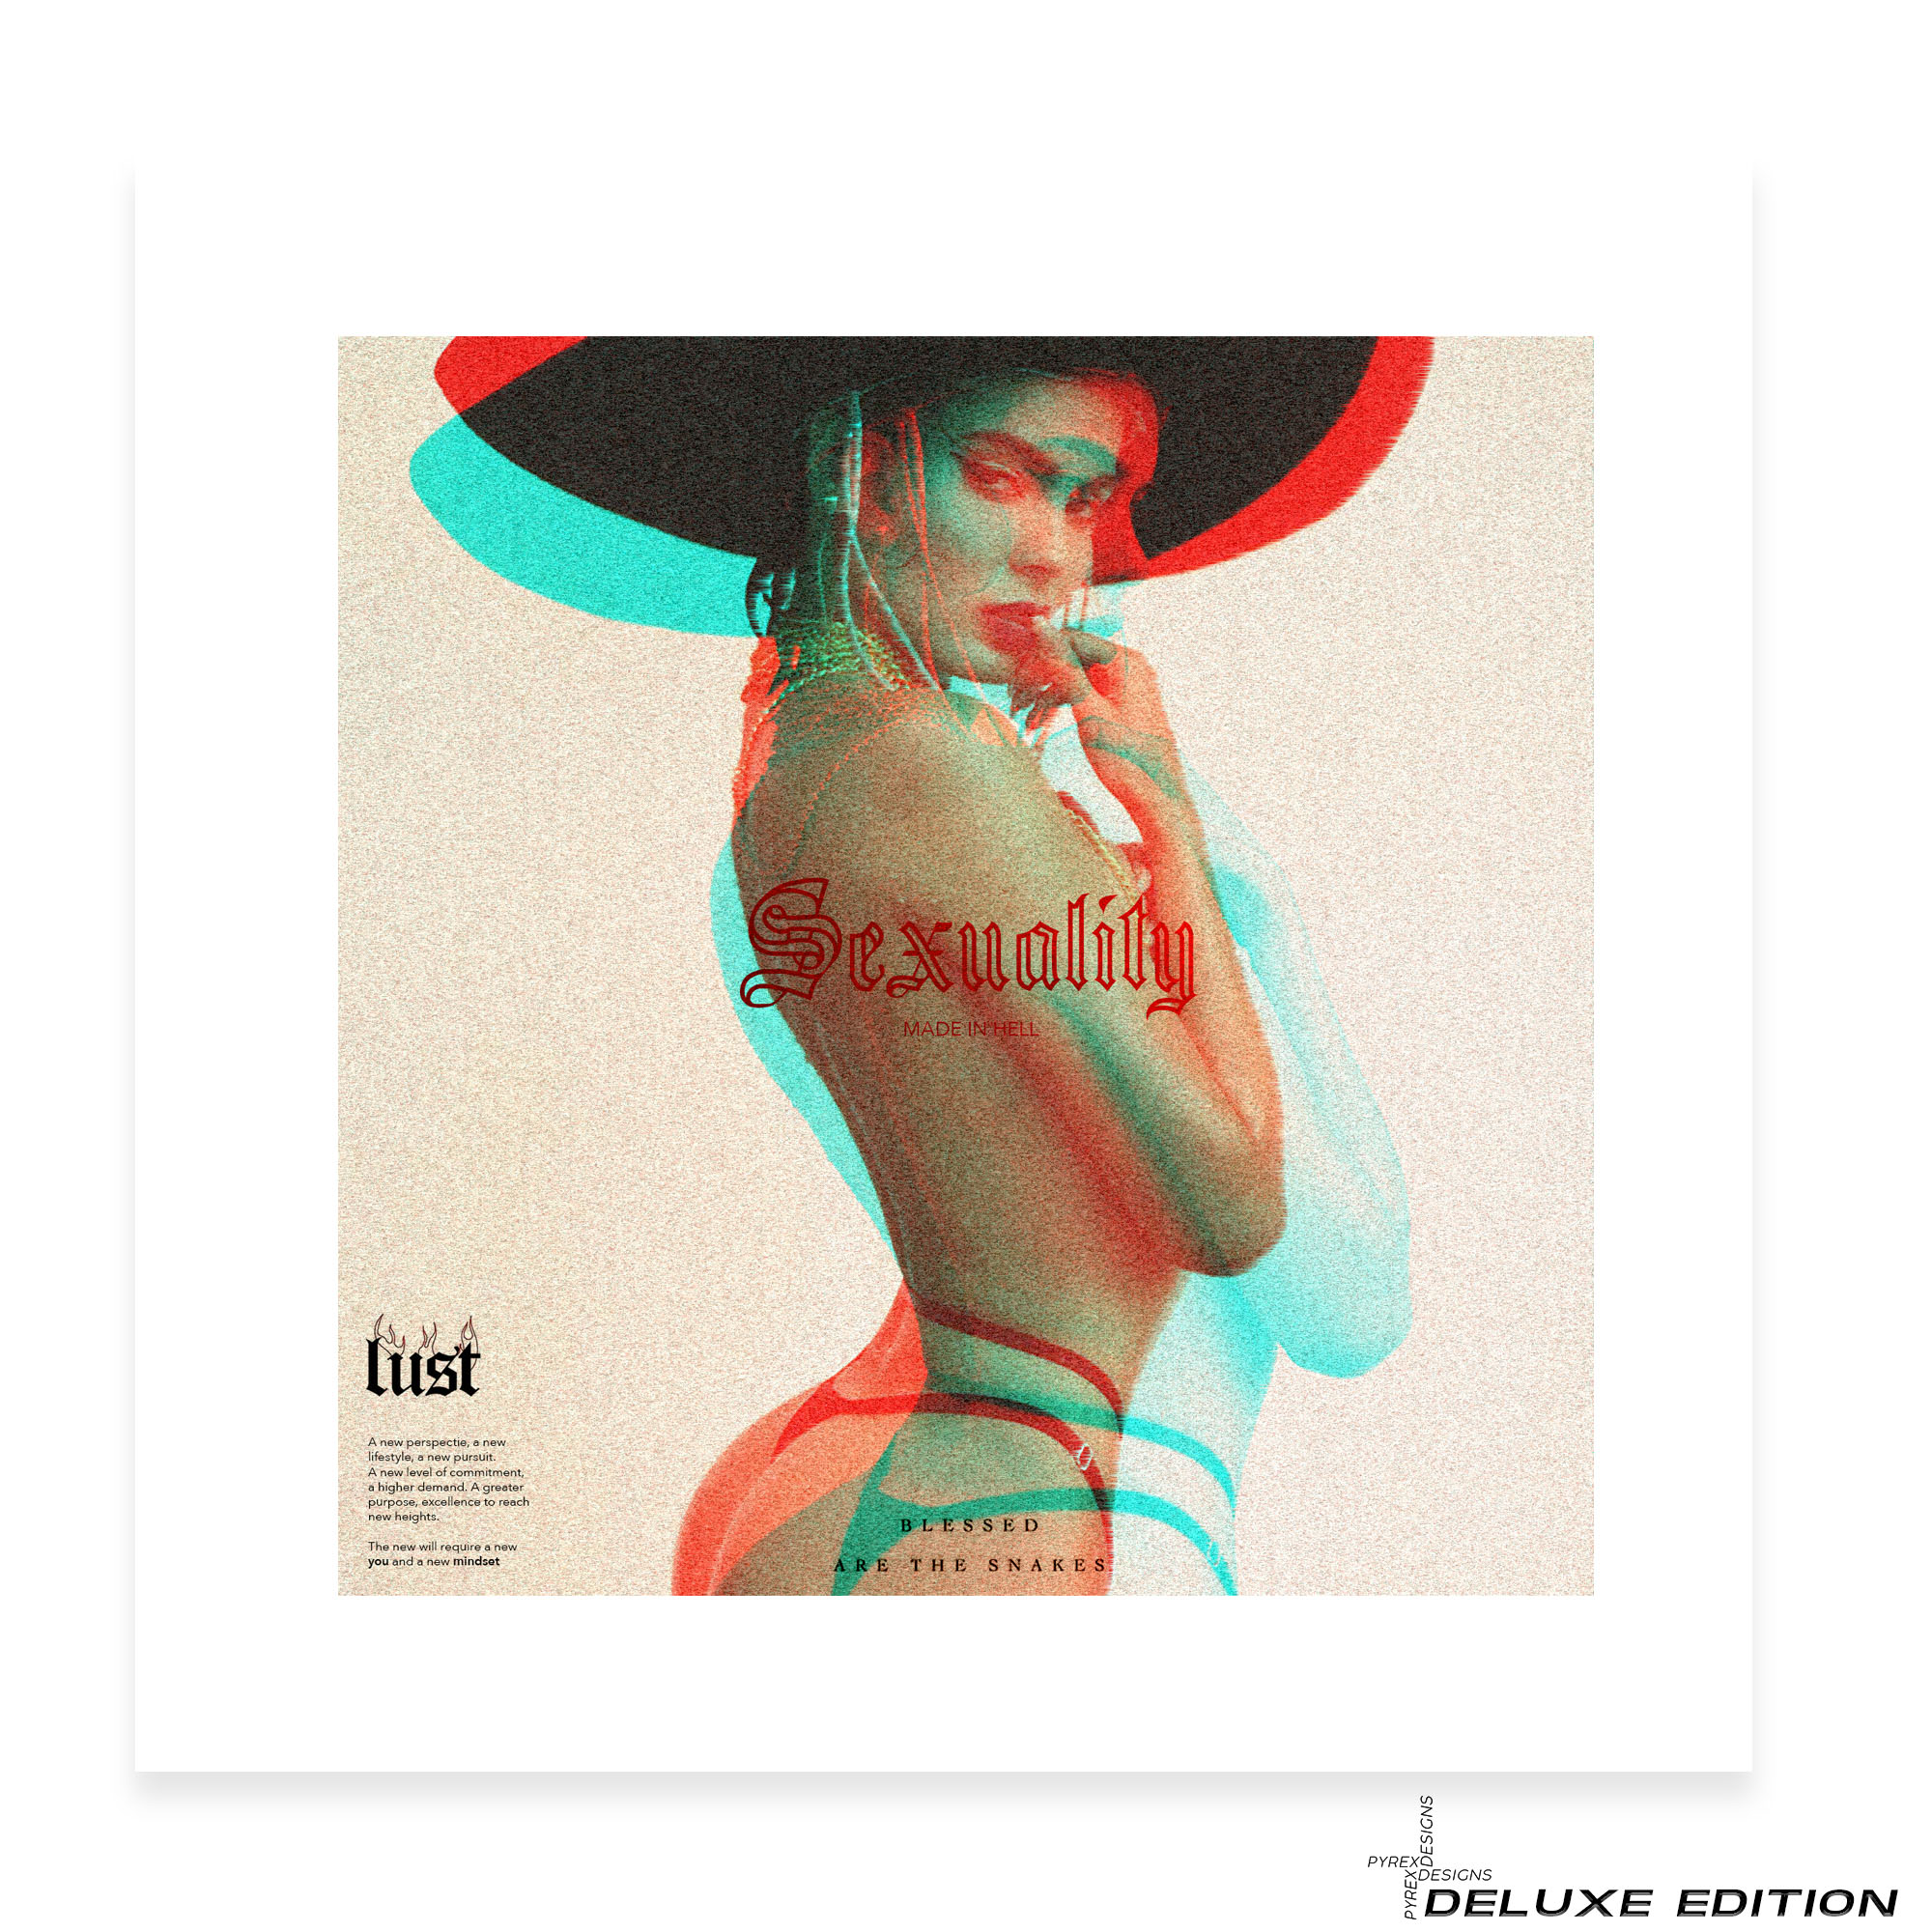 Sexuality
MADE IN HELL
lust
A new perspectie, a new
lifestyle, a new pursuit.
A new level of commitment,
a higher demand. A greater
purpose, excellence to reach
new heights.
The new will require a new
you and a new mindset
BLESSED
ARE THE SNAKES
PYREXDESIGNS
PYREXDESIGNS
DELUXE EDITION